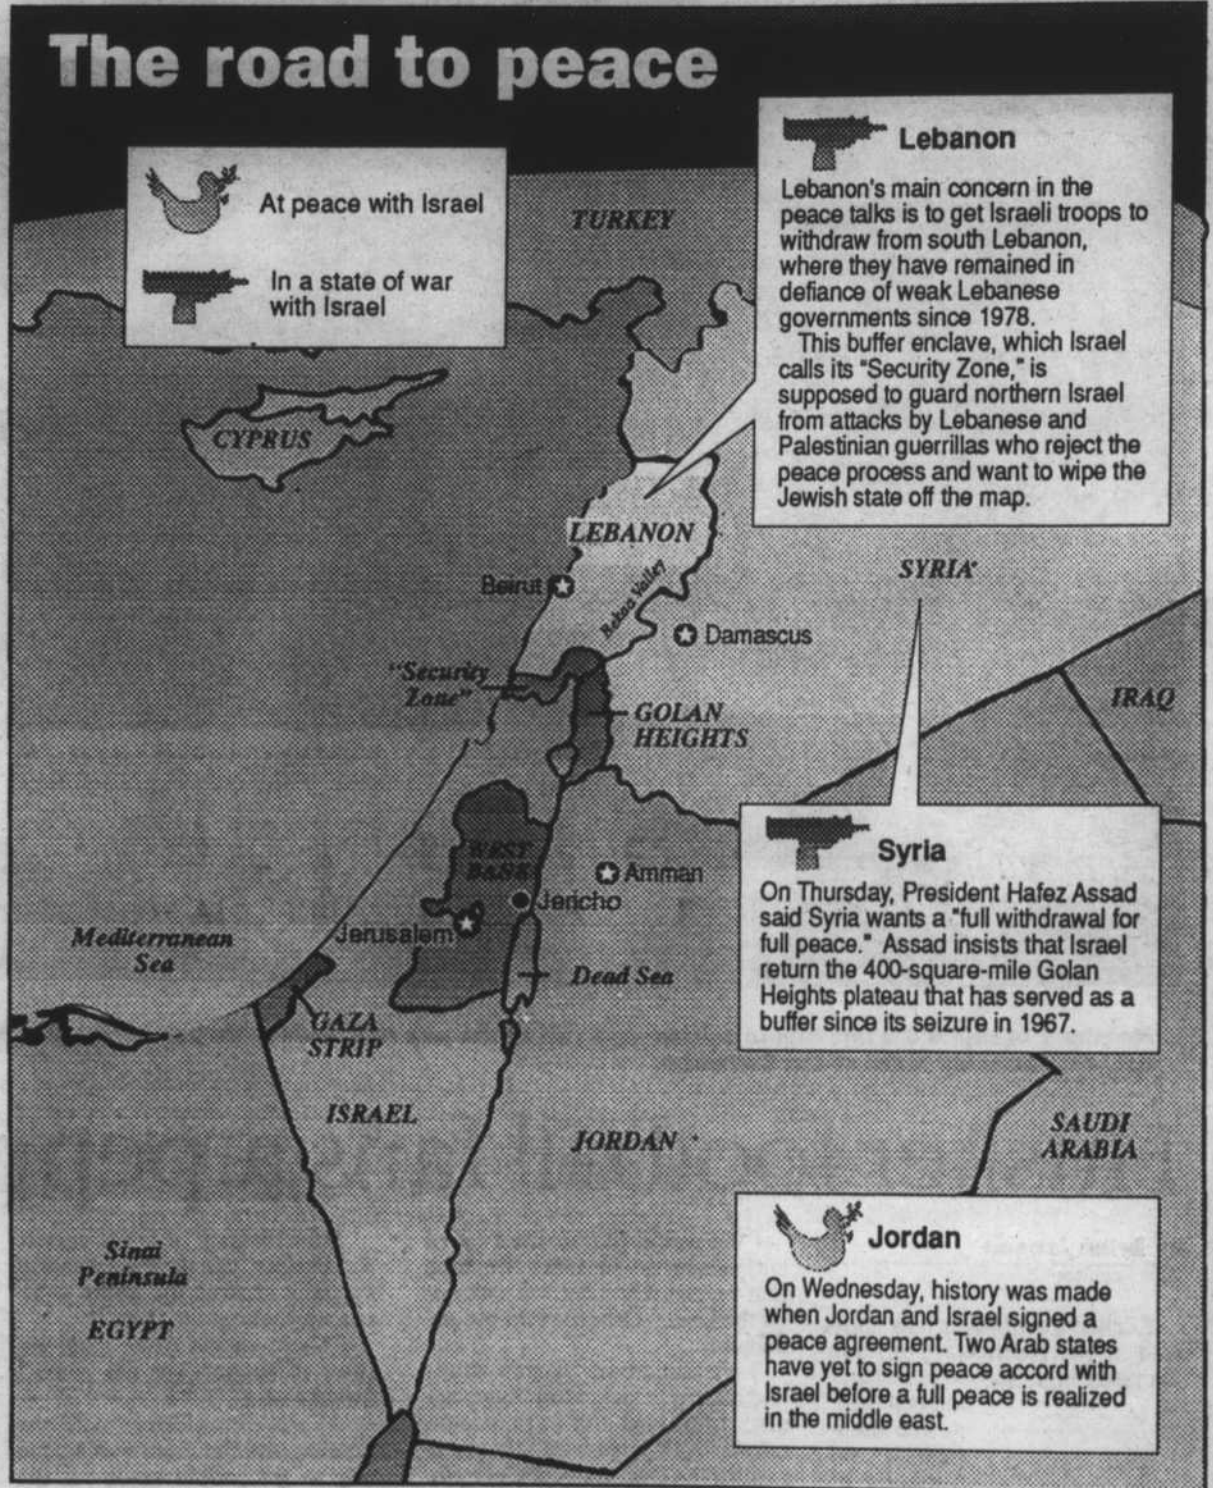 The road to peace
At peace with Israel
In a state of war
with Israel
Lebanon
Lebanon's main concern in the
peace talks is to get Israeli troops to
withdraw from south Lebanon,
where they have remained in
defiance of weak Lebanese
governments since 1978.
This buffer enclave, which Israel
calls its "Security Zone," is
supposed to guard northern Israel
from attacks by Lebanese and
Palestinian guerrillas who reject the
peace process and want to wipe the
Jewish state off the map.
TURKEY
CYPRUS
LEBANON
Beirut
Bekaa Valley
SYRIA
Damascus
"Security
Zone"
GOLAN
HEIGHTS
IRAQ
Syria
On Thursday, President Hafez Assad
said Syria wants a "full withdrawal for
full peace." Assad insists that Israel
return the 400-square-mile Golan
Heights plateau that has served as a
buffer since its seizure in 1967.
WEST
BANK
Amman
Jericho
Jerusalem
Mediterranean
Sea
Dead Sea
GAZA
STRIP
ISRAEL
JORDAN
SAUDI
ARABIA
Sinai
Peninsula
EGYPT
Jordan
On Wednesday, history was made
when Jordan and Israel signed a
peace agreement. Two Arab states
have yet to sign peace accord with
Israel before a full peace is realized
in the middle east.